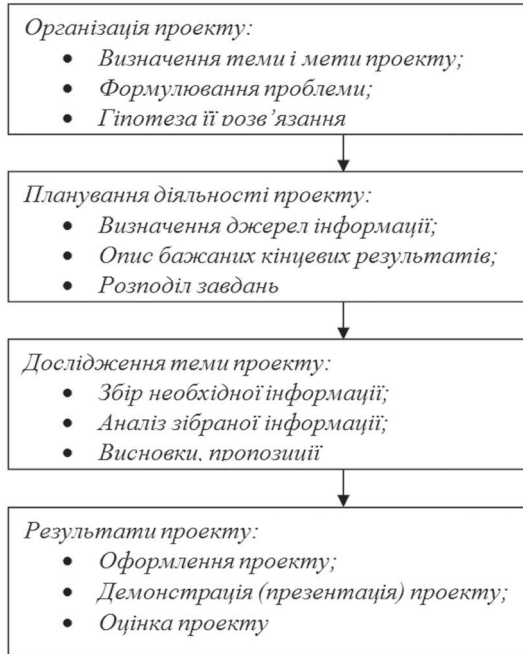 Організація проекту:
• Визначення теми і мети проекту;
• Формулювання проблеми;
• Гіпотеза її розв’язання
Планування діяльності проекту:
• Визначення джерел інформації;
• Опис бажаних кінцевих результатів;
• Розподіл завдань
Дослідження теми проекту:
• Збір необхідної інформації;
• Аналіз зібраної інформації;
• Висновки, пропозиції
Результати проекту:
• Оформлення проекту;
• Демонстрація (презентація) проекту;
• Оцінка проекту